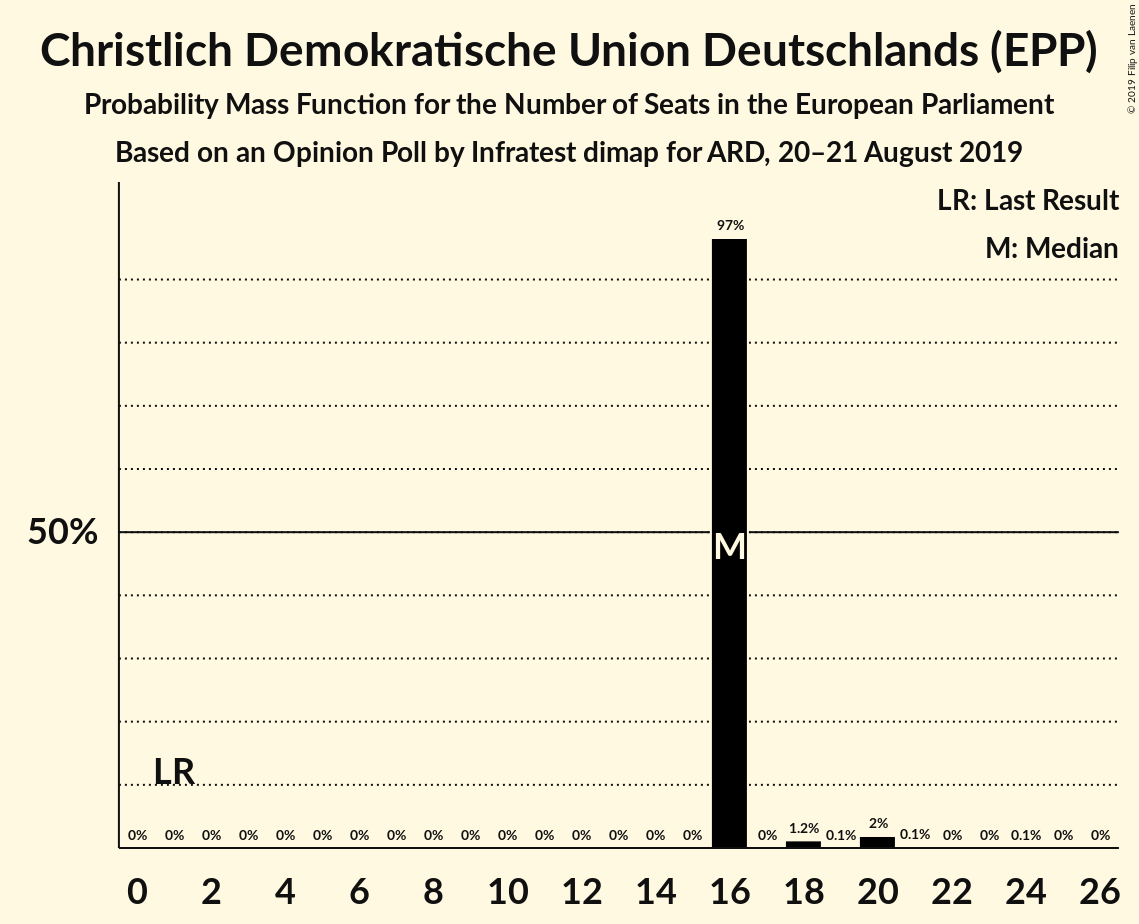 Christlich Demokratische Union Deutschlands (EPP)
Probability Mass Function for the Number of Seats in the European Parliament
Based on an Opinion Poll by Infratest dimap for ARD, 20–21 August 2019
© 2019 Filip van Laenen
LR: Last Result
M: Median
97%
50%
M
LR
0% 0% 0% 0% 0% 0% 0% 0% 0% 0% 0% 0% 0% 0% 0% 0% 0% 1.2% 0.1% 2% 0.1% 0% 0% 0.1% 0% 0%
0 2 4 6 8 10 12 14 16 18 20 22 24 26